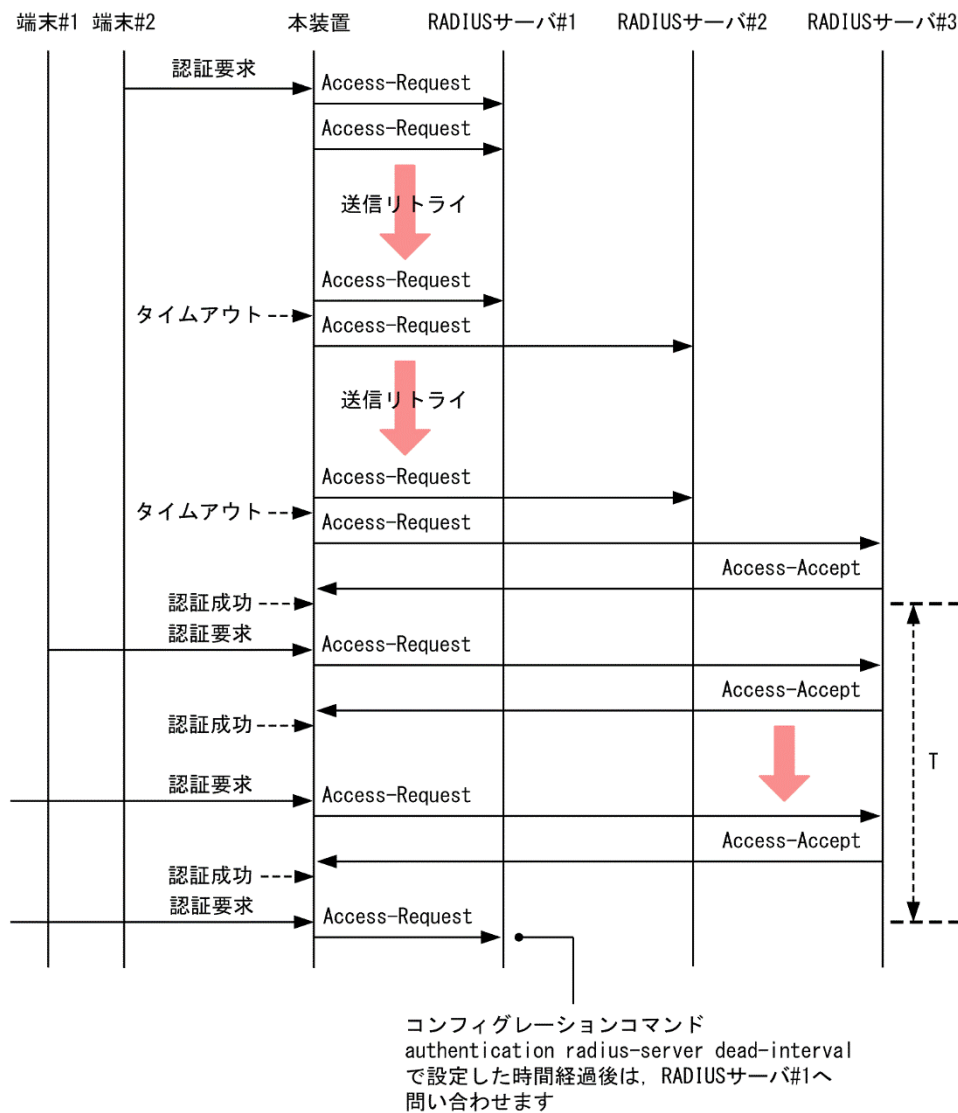 端末#1 端末#2 本装置 RADIUSサーバ#1 RADIUSサーバ#2 RADIUSサーバ#3
認証要求
Access-Request
Access-Request
送信リトライ
Access-Request
タイムアウト
Access-Request
送信リトライ
Access-Request
タイムアウト
Access-Request
Access-Accept
認証成功
認証要求
Access-Request
Access-Accept
認証成功
T
認証要求
Access-Request
Access-Accept
認証成功
認証要求
Access-Request
コンフィグレーションコマンド
authentication radius-server dead-interval
で設定した時間経過後は，RADIUSサーバ#1へ
問い合わせます